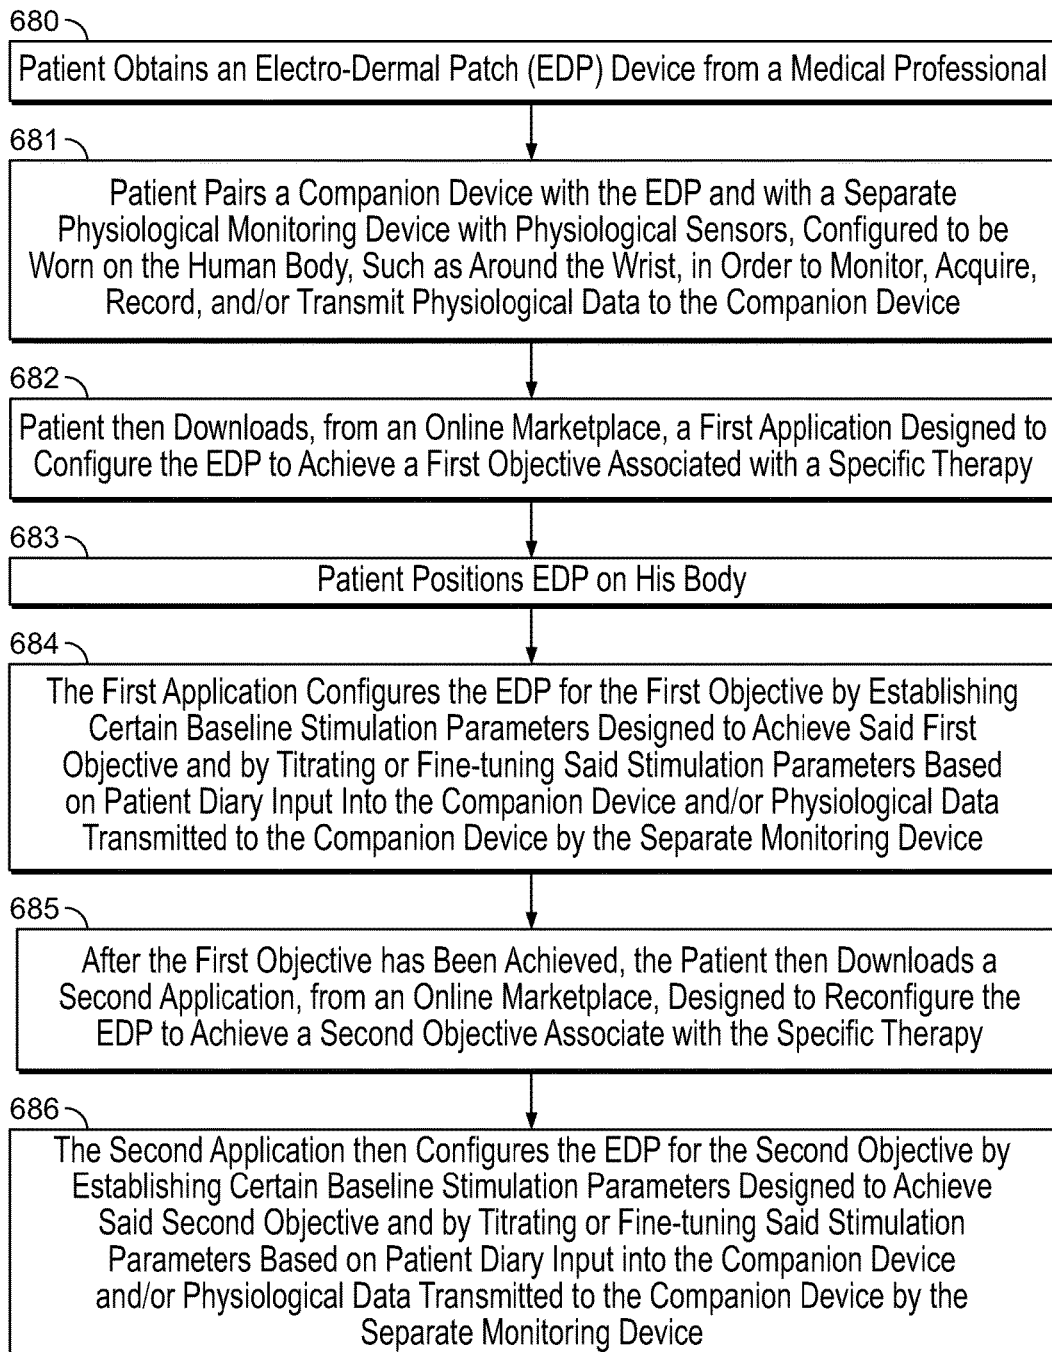 680
Patient Obtains an Electro-Dermal Patch (EDP) Device from a Medical Professional
681
Patient Pairs a Companion Device with the EDP and with a Separate
Physiological Monitoring Device with Physiological Sensors, Configured to be
Worn on the Human Body, Such as Around the Wrist, in Order to Monitor, Acquire,
Record, and/or Transmit Physiological Data to the Companion Device
682
Patient then Downloads, from an Online Marketplace, a First Application Designed to
Configure the EDP to Achieve a First Objective Associated with a Specific Therapy
683
Patient Positions EDP on His Body
684
The First Application Configures the EDP for the First Objective by Establishing
Certain Baseline Stimulation Parameters Designed to Achieve Said First
Objective and by Titrating or Fine-tuning Said Stimulation Parameters Based
on Patient Diary Input Into the Companion Device and/or Physiological Data
Transmitted to the Companion Device by the Separate Monitoring Device
685
After the First Objective has Been Achieved, the Patient then Downloads a
Second Application, from an Online Marketplace, Designed to Reconfigure the
EDP to Achieve a Second Objective Associate with the Specific Therapy
686
The Second Application then Configures the EDP for the Second Objective by
Establishing Certain Baseline Stimulation Parameters Designed to Achieve
Said Second Objective and by Titrating or Fine-tuning Said Stimulation
Parameters Based on Patient Diary Input into the Companion Device
and/or Physiological Data Transmitted to the Companion Device by the
Separate Monitoring Device